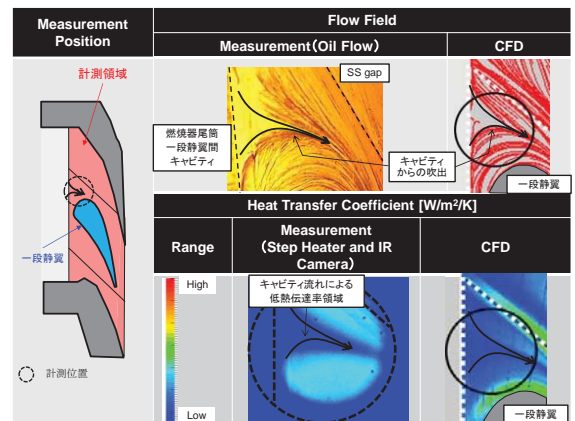 Measurement
Position
Flow Field
Measurement(Oil Flow)
CFD
計測領域
一段静翼
計測位置
SS gap
燃焼器尾筒
一段静翼間
キャビティ
キャビティ
からの吹出
一段静翼
Heat Transfer Coefficient [W/m²/K]
Range
Measurement
(Step Heater and IR
Camera)
CFD
High
Low
キャビティ流れによる
低熱伝達率領域
一段静翼